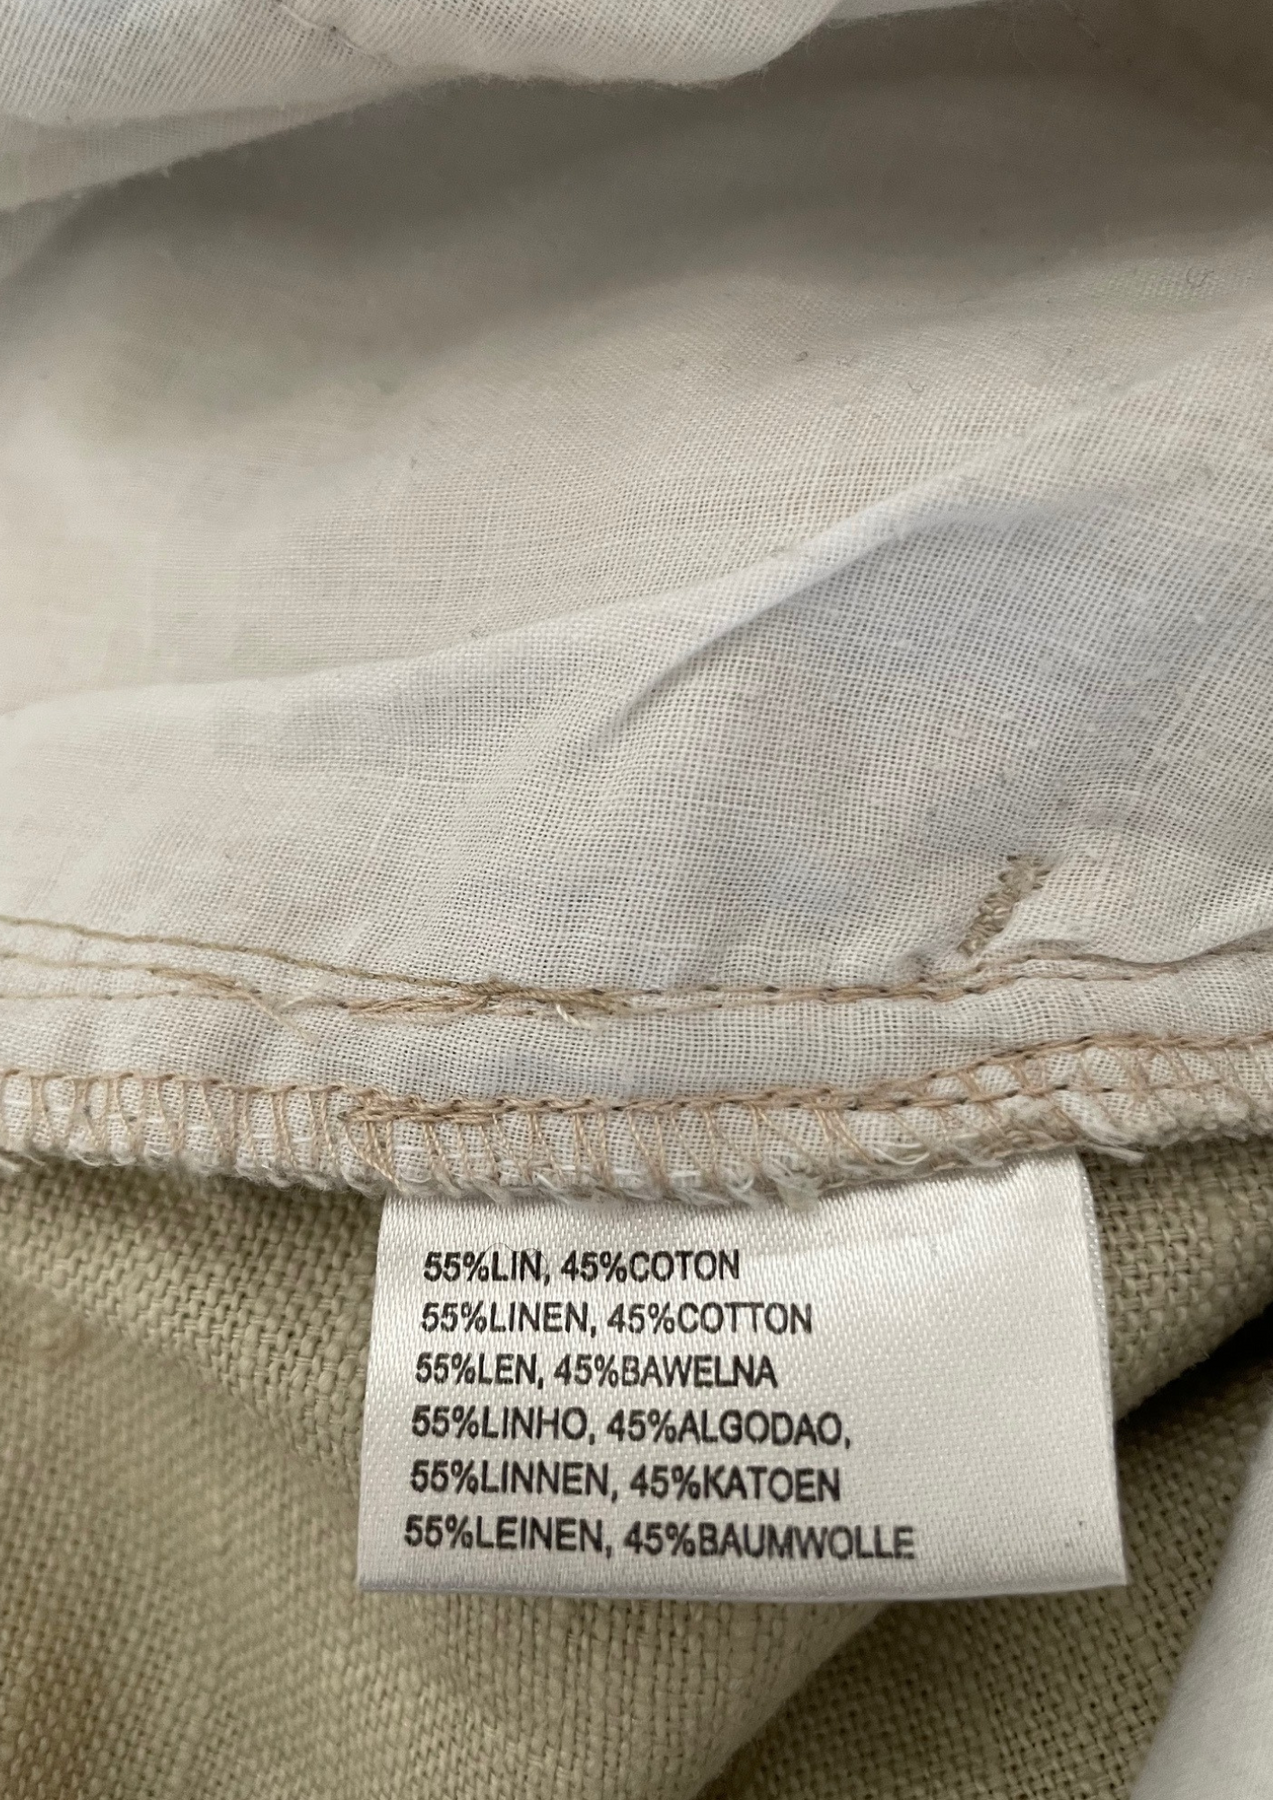 55%LIN, 45%COTON
55%LINEN, 45%COTTON
55%LEN, 45%BAWELNA
55%LINHO, 45%ALGODAO,
55%LINNEN, 45%KATOEN
55%LEINEN, 45%BAUMWOLLE